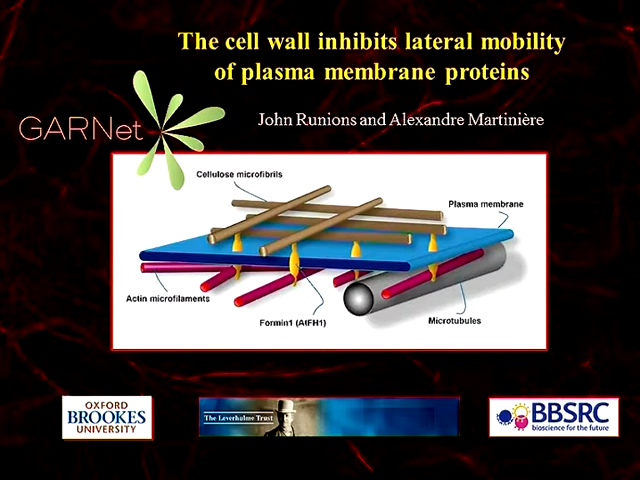 The cell wall inhibits lateral mobility
of plasma membrane proteins
GARNet
John Runions and Alexandre Martinière
Cellulose microfibrils
Plasma membrane
Actin microfilaments
Formin1 (AtFH1)
Microtubules
OXFORD
BROOKES
UNIVERSITY
The Leverhulme Trust
BBSRC
bioscience for the future